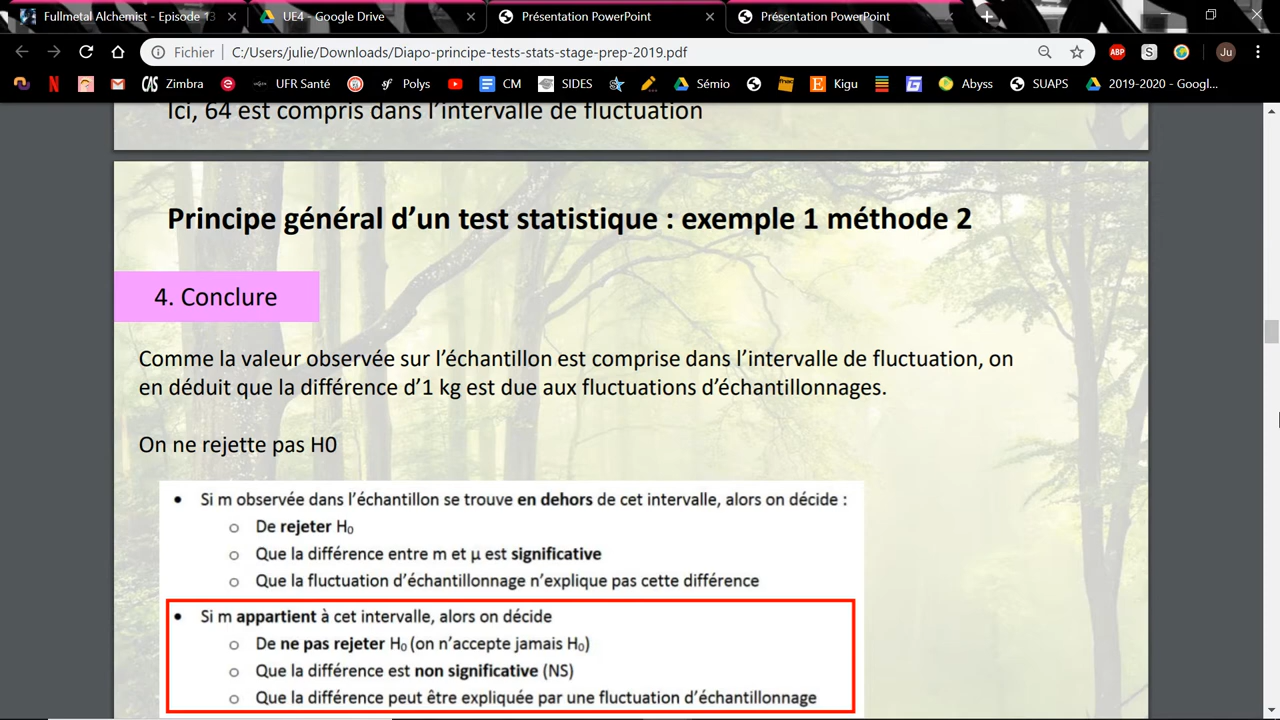 Fullmetal Alchemist - Episode 13
UE4 - Google Drive
Présentation PowerPoint
Présentation PowerPoint
Fichier
C:/Users/julie/Downloads/Diapo-principe-tests-stats-stage-prep-2019.pdf
ABP
S
Ju
N
CAS Zimbra
UFR Santé
Polys
CM
SIDES
Sémio
fnac
E Kigu
Abyss
SUAPS
2019-2020 - Googl...
Ici, 64 est compris dans l'intervalle de fluctuation
Principe général d'un test statistique : exemple 1 méthode 2
4. Conclure
Comme la valeur observée sur l'échantillon est comprise dans l'intervalle de fluctuation, on
en déduit que la différence d'1 kg est due aux fluctuations d'échantillonnages.
On ne rejette pas H0
• Si m observée dans l'échantillon se trouve en dehors de cet intervalle, alors on décide :
o De rejeter H₀
o Que la différence entre m et μ est significative
o Que la fluctuation d'échantillonnage n'explique pas cette différence
• Si m appartient à cet intervalle, alors on décide
o De ne pas rejeter H₀ (on n'accepte jamais H₀)
o Que la différence est non significative (NS)
o Que la différence peut être expliquée par une fluctuation d'échantillonnage